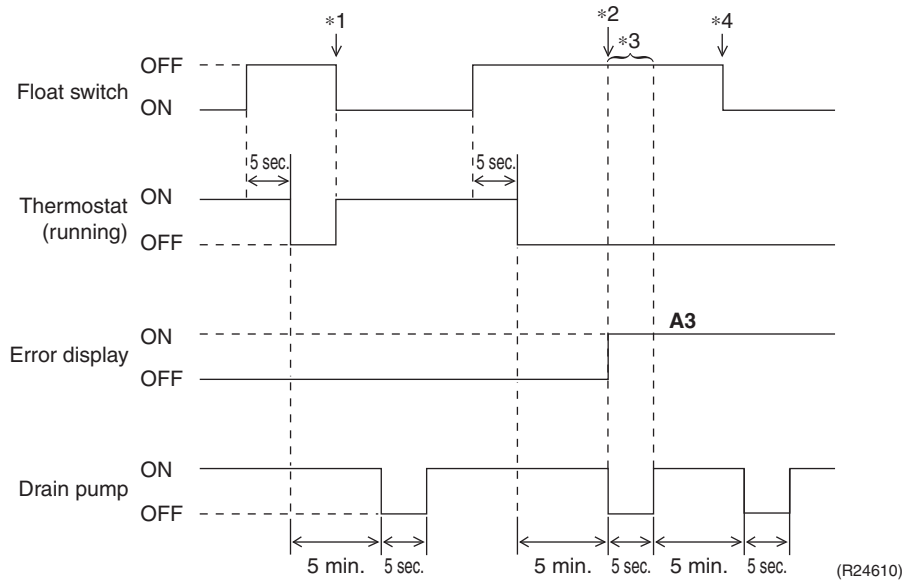 *1
*2
*3
*4
Float switch
OFF
ON
5 sec.
5 sec.
Thermostat
(running)
ON
OFF
Error display
ON
OFF
A3
Drain pump
ON
OFF
5 min.
5 sec.
5 min.
5 sec.
5 min.
5 sec.
(R24610)